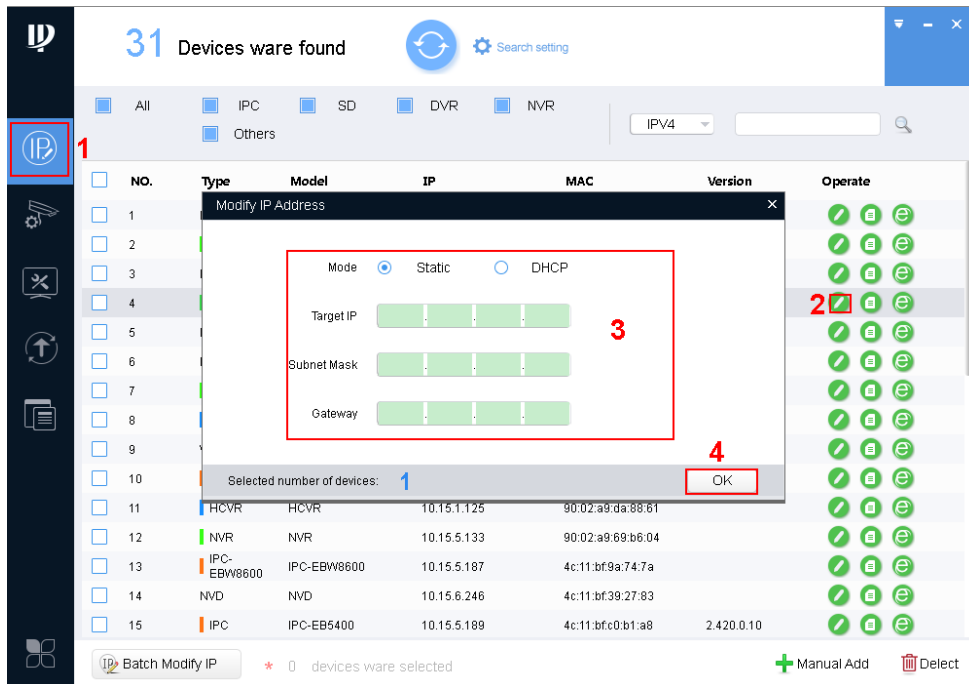 31 Devices ware found
Search setting
All IPC SD DVR NVR
Others
IPV4
1
NO. Type Model IP MAC Version Operate
Modify IP Address
1
2
3
4
5
6
7
8
9
10
Mode Static DHCP
Target IP . . .
Subnet Mask . . .
Gateway . . .
3
2
4
Selected number of devices: 1 OK
11 HCVR HCVR 10.15.1.125 90:02:a9:da:88:61
12 NVR NVR 10.15.5.133 90:02:a9:69:b6:04
13 IPC-EBW8600 IPC-EBW8600 10.15.5.187 4c:11:bf:9a:74:7a
14 NVD NVD 10.15.6.246 4c:11:bf:39:27:83
15 IPC IPC-EB5400 10.15.5.189 4c:11:bf:c0:b1:a8 2.420.0.10
IP Batch Modify IP * 0 devices ware selected Manual Add Delect